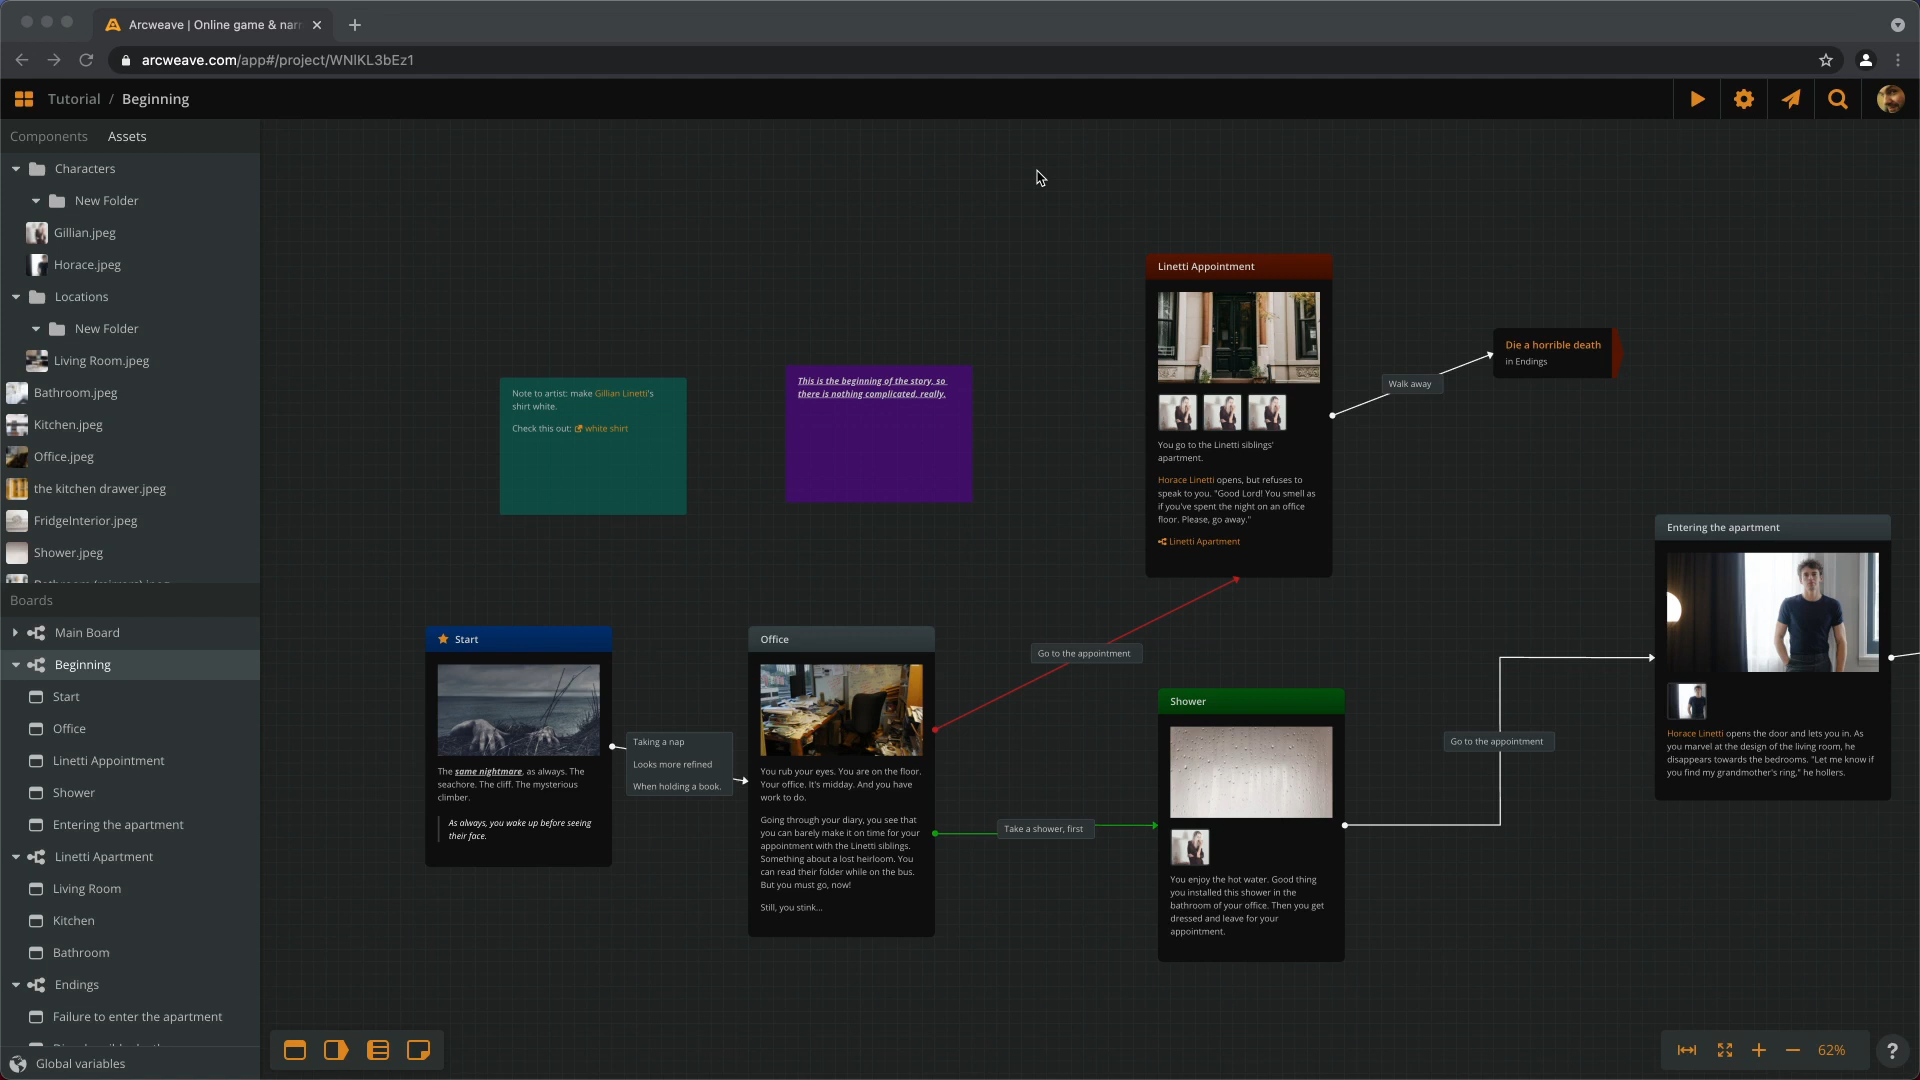 Arcweave | Online game & narr
arcweave.com/app#/project/WNlKL3bEz1
Tutorial / Beginning
Components Assets
Characters
New Folder
Gillian.jpeg
Horace.jpeg
Locations
New Folder
Living Room.jpeg
Bathroom.jpeg
Kitchen.jpeg
Office.jpeg
the kitchen drawer.jpeg
FridgeInterior.jpeg
Shower.jpeg
Boards
Main Board
Beginning
Start
Office
Linetti Appointment
Shower
Entering the apartment
Linetti Apartment
Living Room
Kitchen
Bathroom
Endings
Failure to enter the apartment
Global variables
Note to artist: make Gillian Linetti's
shirt white.
Check this out: white shirt
This is the beginning of the story, so
there is nothing complicated, really.
Linetti Appointment
You go to the Linetti siblings'
apartment.
Horace Linetti opens, but refuses to
speak to you. "Good Lord! You smell as
if you've spent the night on an office
floor. Please, go away."
Linetti Apartment
Walk away
Die a horrible death
in Endings
Start
The same nightmare, as always. The
seachore. The cliff. The mysterious
climber.
As always, you wake up before seeing
their face.
Taking a nap
Looks more refined
When holding a book.
Office
You rub your eyes. You are on the floor.
Your office. It's midday. And you have
work to do.
Going through your diary, you see that
you can barely make it on time for your
appointment with the Linetti siblings.
Something about a lost heirloom. You
can read their folder while on the bus.
But you must go, now!
Still, you stink...
Go to the appointment
Take a shower, first
Shower
You enjoy the hot water. Good thing
you installed this shower in the
bathroom of your office. Then you get
dressed and leave for your
appointment.
Go to the appointment
Entering the apartment
Horace Linetti opens the door and lets you in. As
you marvel at the design of the living room, he
disappears towards the bedrooms. "Let me know if
you find my grandmother's ring," he hollers.
62%
?